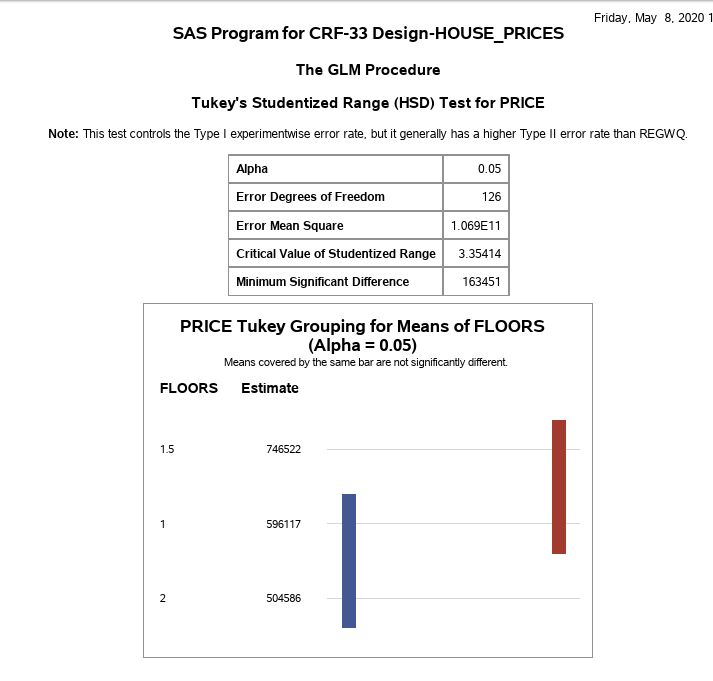 Friday, May 8, 2020 1
SAS Program for CRF-33 Design-HOUSE_PRICES
The GLM Procedure
Tukey's Studentized Range (HSD) Test for PRICE
Note: This test controls the Type I experimentwise error rate, but it generally has a higher Type II error rate than REGWQ.
Alpha 0.05
Error Degrees of Freedom 126
Error Mean Square 1.069E11
Critical Value of Studentized Range 3.35414
Minimum Significant Difference 163451
PRICE Tukey Grouping for Means of FLOORS
(Alpha = 0.05)
Means covered by the same bar are not significantly different.
FLOORS Estimate
1.5 746522
1 596117
2 504586